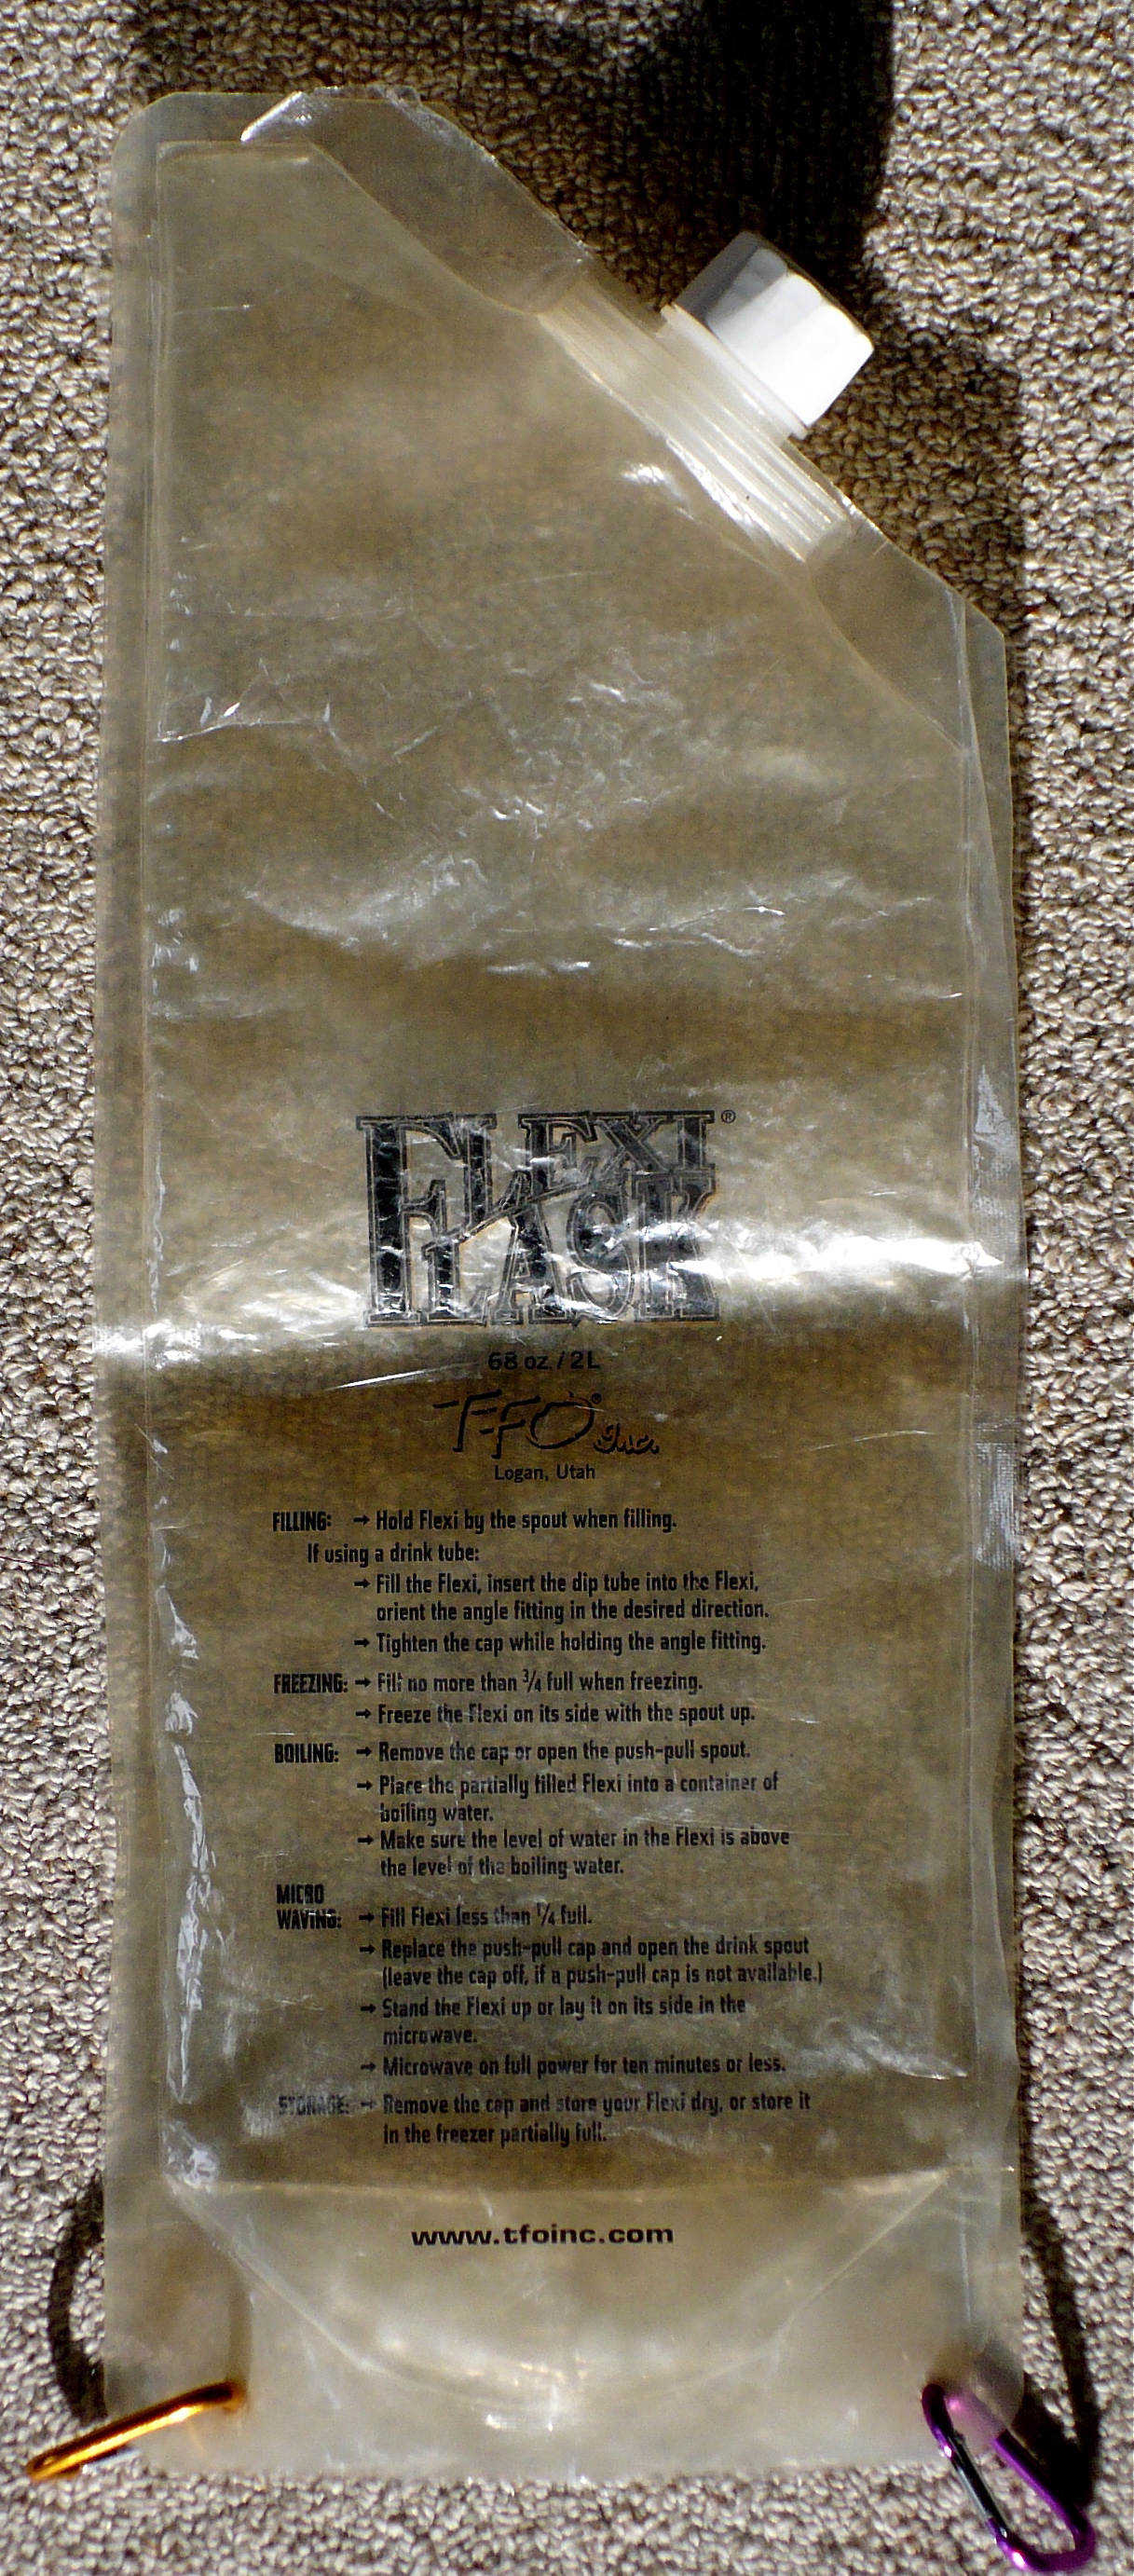 FLEXI®
FLASK
68 oz / 2L
TFO® Inc.
Logan, Utah
FILLING: → Hold Flexi by the spout when filling.
If using a drink tube:
→ Fill the Flexi, insert the dip tube into the Flexi,
orient the angle fitting in the desired direction.
→ Tighten the cap while holding the angle fitting.
FREEZING: → Fill no more than 3/4 full when freezing.
→ Freeze the Flexi on its side with the spout up.
BOILING: → Remove the cap or open the push-pull spout.
→ Place the partially filled Flexi into a container of
boiling water.
→ Make sure the level of water in the Flexi is above
the level of the boiling water.
MICRO
WAVING: → Fill Flexi less than 1/4 full.
→ Replace the push-pull cap and open the drink spout
(leave the cap off, if a push-pull cap is not available.)
→ Stand the Flexi up or lay it on its side in the
microwave.
→ Microwave on full power for ten minutes or less.
STORAGE: → Remove the cap and store your Flexi dry, or store it
in the freezer partially full.
www.tfoinc.com